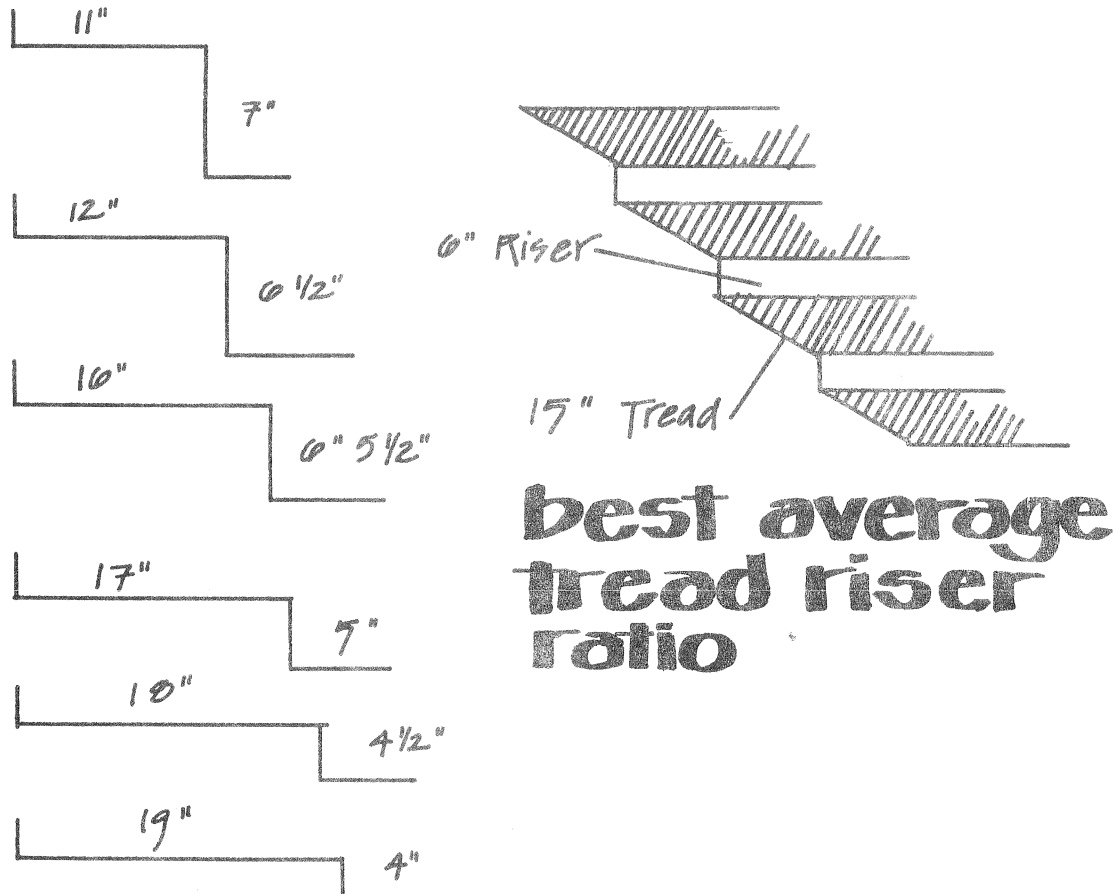 11"
7"
12"
6 1/2"
16"
6" 5 1/2"
17"
5"
18"
4 1/2"
19"
4"
6" Riser
15" Tread
best average
tread riser
ratio